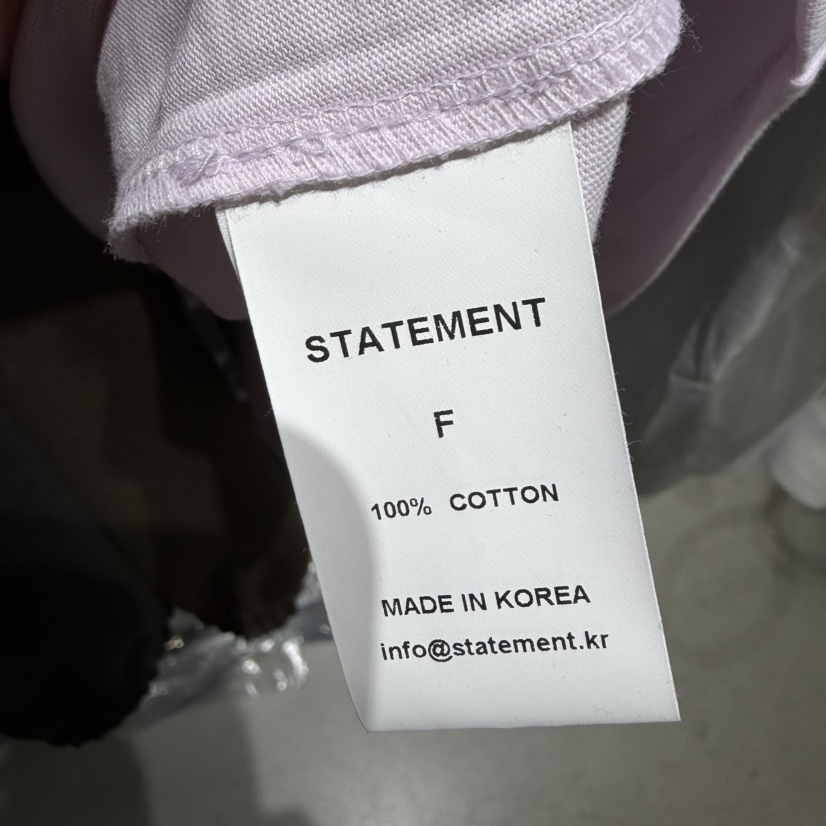 STATEMENT
F
100% COTTON
MADE IN KOREA
info@statement.kr